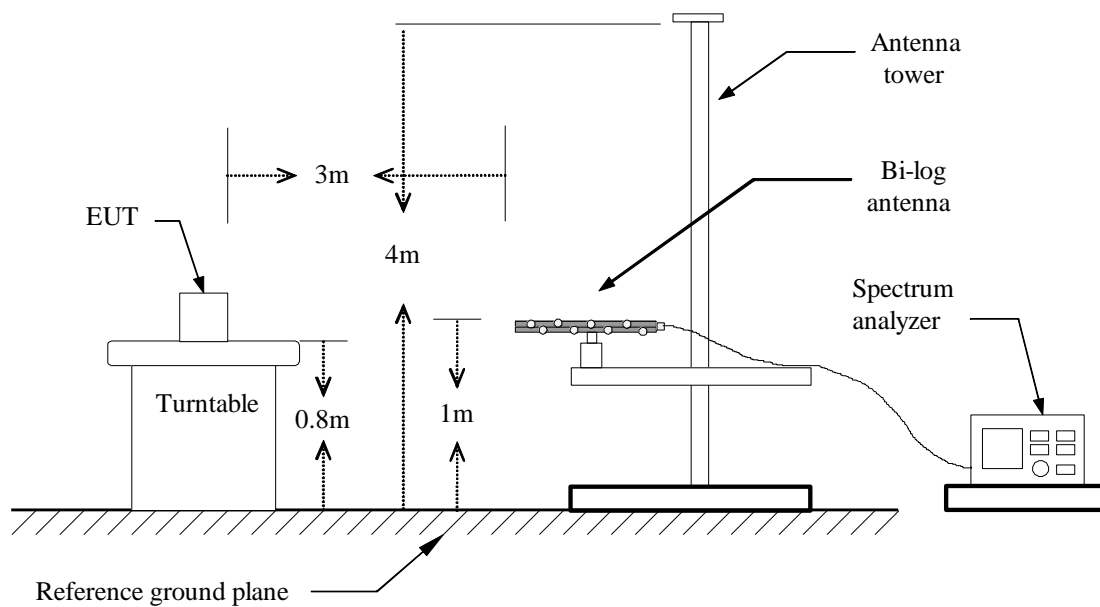 Antenna
tower
3m
Bi-log
antenna
EUT
4m
Spectrum
analyzer
Turntable
0.8m
1m
Reference ground plane